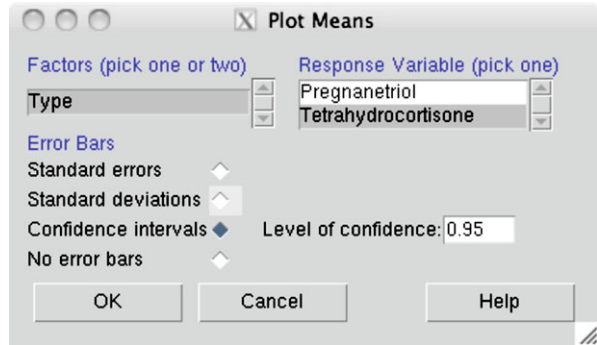 X Plot Means
Factors (pick one or two) Response Variable (pick one)
Type
Pregnanetriol
Tetrahydrocortisone
Error Bars
Standard errors
Standard deviations
Confidence intervals Level of confidence: 0.95
No error bars
OK Cancel Help